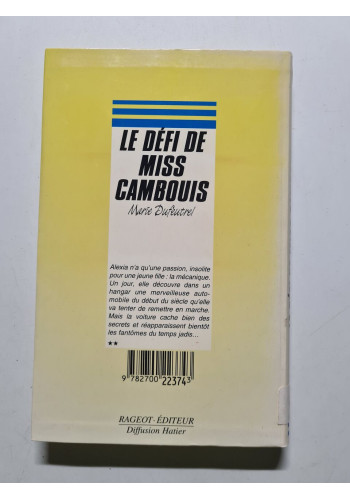 LE DÉFI DE
MISS
CAMBOUIS
Marie Dufeutrel
Alexia n'a qu'une passion, insolite
pour une jeune fille : la mécanique.
Un jour, elle découvre dans un
hangar une merveilleuse auto-
mobile du début du siècle qu'elle
va tenter de remettre en marche.
Mais la voiture cache bien des
secrets et réapparaissent bientôt
les fantômes du temps jadis...
**
9 782700 223743
RAGEOT-ÉDITEUR
Diffusion Hatier